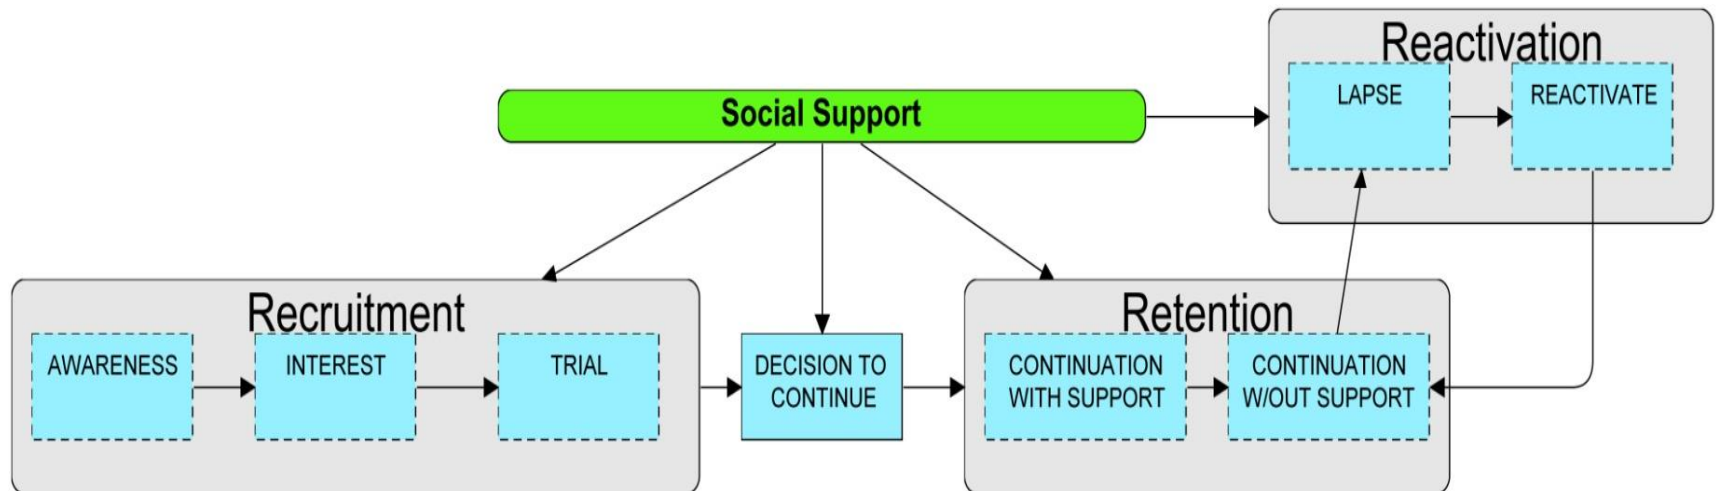 Reactivation
LAPSE
REACTIVATE
Social Support
Recruitment
AWARENESS
INTEREST
TRIAL
DECISION TO
CONTINUE
Retention
CONTINUATION
WITH SUPPORT
CONTINUATION
W/OUT SUPPORT